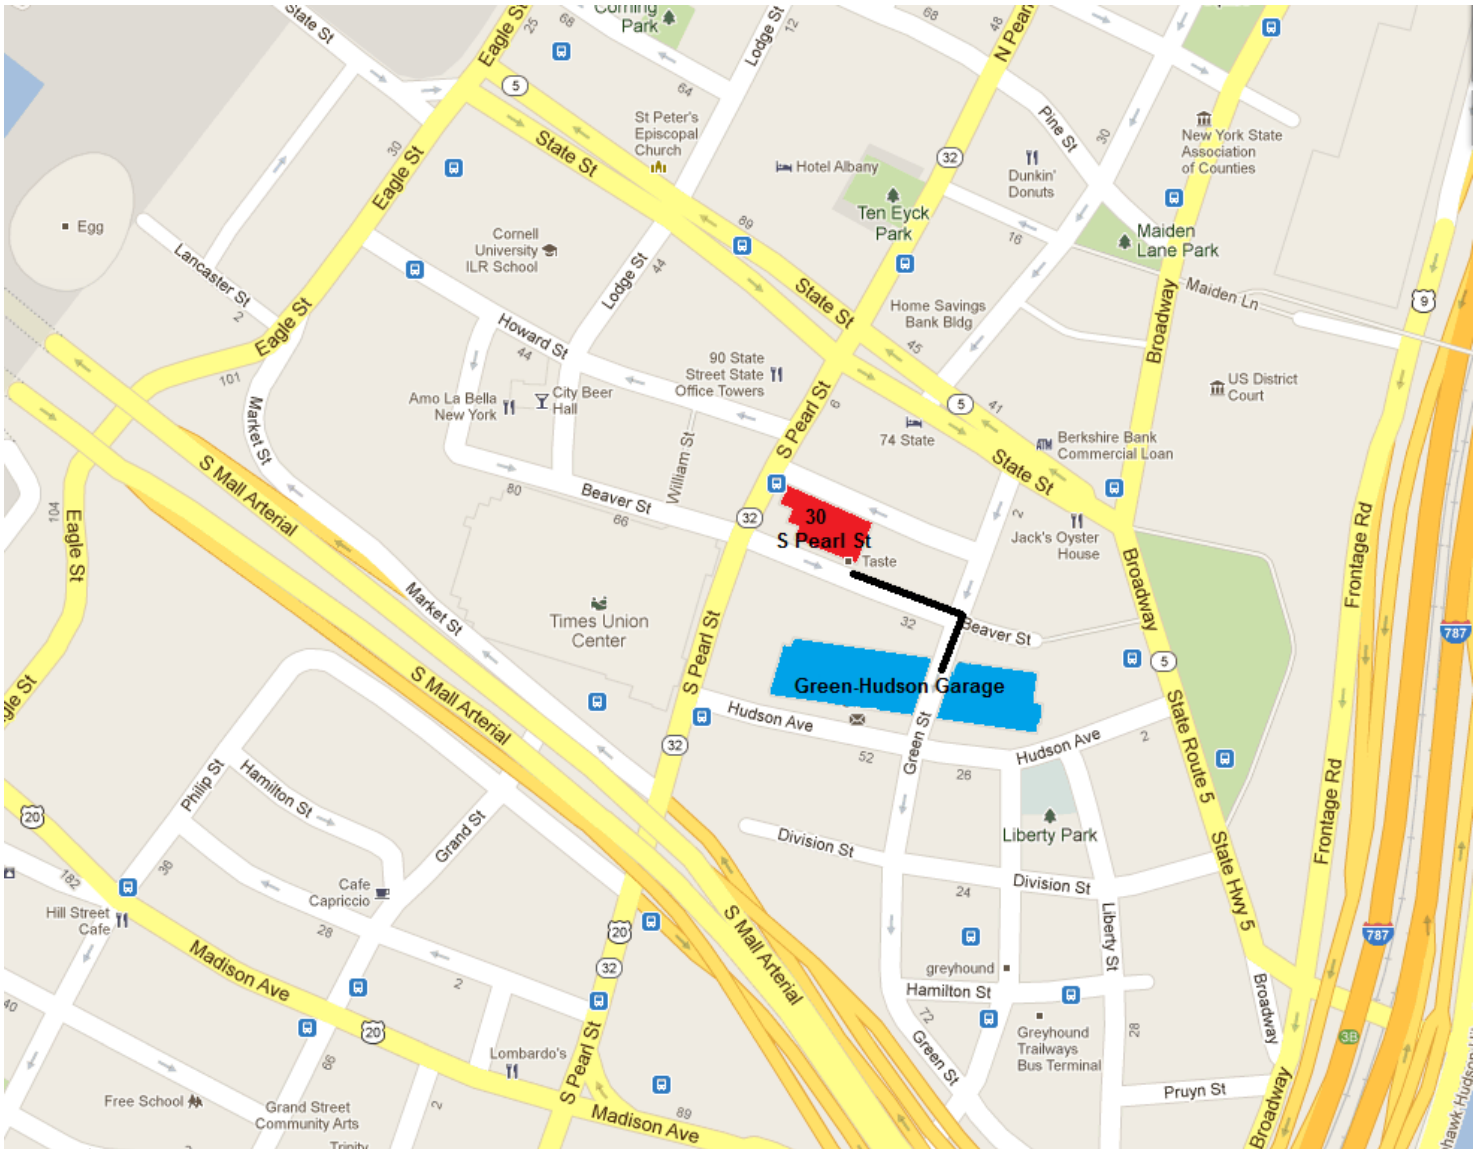 State St
Eagle St
25
68
Corning
Park
Lodge St
12
68
48
N Pearl
5
64
30
Eagle St
State St
St Peter's
Episcopal
Church
Hotel Albany
32
Dunkin'
Donuts
Pine St
30
New York State
Association
of Counties
Egg
Lancaster St
2
Cornell
University
ILR School
Lodge St
44
89
Ten Eyck
Park
16
Maiden
Lane Park
Maiden Ln
9
Eagle St
101
Howard St
44
State St
Home Savings
Bank Bldg
45
Broadway
Amo La Bella
New York
City Beer
Hall
90 State
Street State
Office Towers
S Pearl St
6
74 State
5
41
US District
Court
Market St
S Mall Arterial
80
Beaver St
66
William St
State St
Berkshire Bank
Commercial Loan
104
Eagle St
32
30
S Pearl St
Taste
2
Jack's Oyster
House
Broadway
Frontage Rd
787
Market St
Times Union
Center
S Pearl St
32
Beaver St
5
gle St
S Mall Arterial
Green-Hudson Garage
Hudson Ave
52
Green St
26
Hudson Ave
2
State Route 5
32
Philip St
Hamilton St
20
Grand St
Division St
Liberty Park
Frontage Rd
36
182
Hill Street
Cafe
Cafe
Capriccio
28
24
Division St
State Hwy 5
Madison Ave
20
S Mall Arterial
Liberty St
787
32
greyhound
Hamilton St
2
40
20
72
Greyhound
Trailways
Bus Terminal
28
Broadway
3B
66
Lombardo's
S Pearl St
Green St
Pruyn St
Free School
Grand Street
Community Arts
2
89
Madison Ave
Broadway
Trinity
hawk Hudson